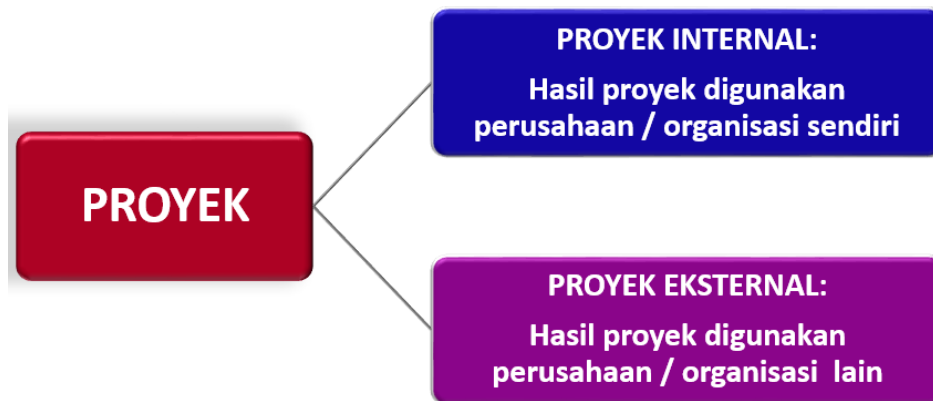 PROYEK INTERNAL:
Hasil proyek digunakan
perusahaan / organisasi sendiri
PROYEK
PROYEK EKSTERNAL:
Hasil proyek digunakan
perusahaan / organisasi lain